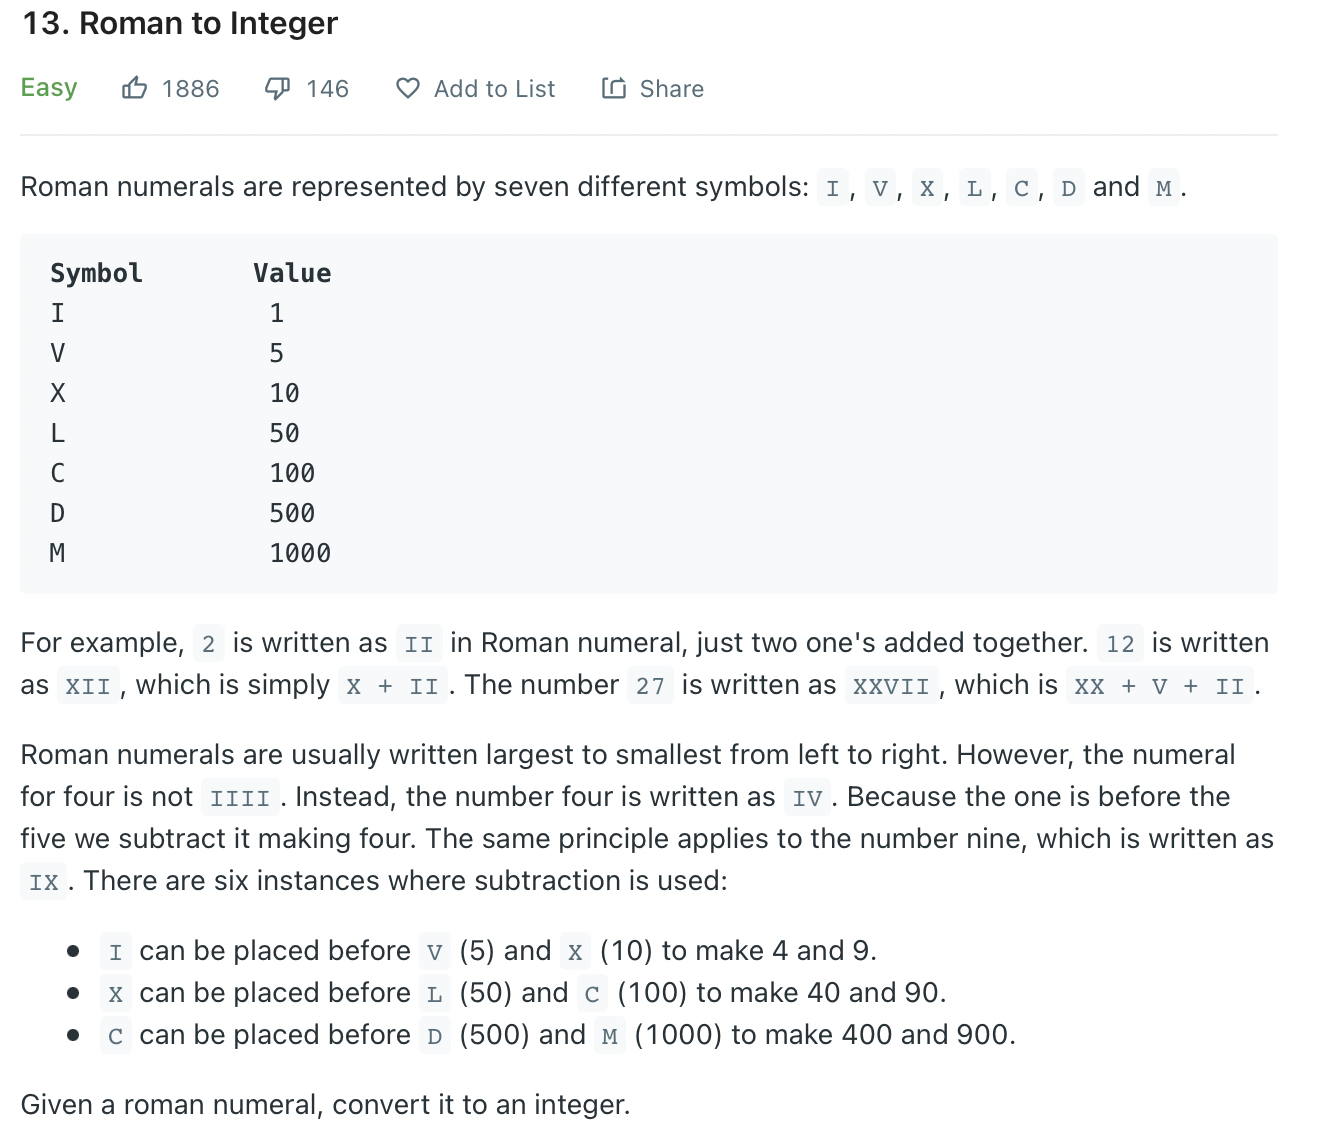 13. Roman to Integer
Easy 1886 146 Add to List Share
Roman numerals are represented by seven different symbols: I, V, X, L, C, D and M.
Symbol Value
I 1
V 5
X 10
L 50
C 100
D 500
M 1000
For example, 2 is written as II in Roman numeral, just two one's added together. 12 is written
as XII, which is simply X + II. The number 27 is written as XXVII, which is XX + V + II.
Roman numerals are usually written largest to smallest from left to right. However, the numeral
for four is not IIII. Instead, the number four is written as IV. Because the one is before the
five we subtract it making four. The same principle applies to the number nine, which is written as
IX. There are six instances where subtraction is used:
• I can be placed before V (5) and X (10) to make 4 and 9.
• X can be placed before L (50) and C (100) to make 40 and 90.
• C can be placed before D (500) and M (1000) to make 400 and 900.
Given a roman numeral, convert it to an integer.